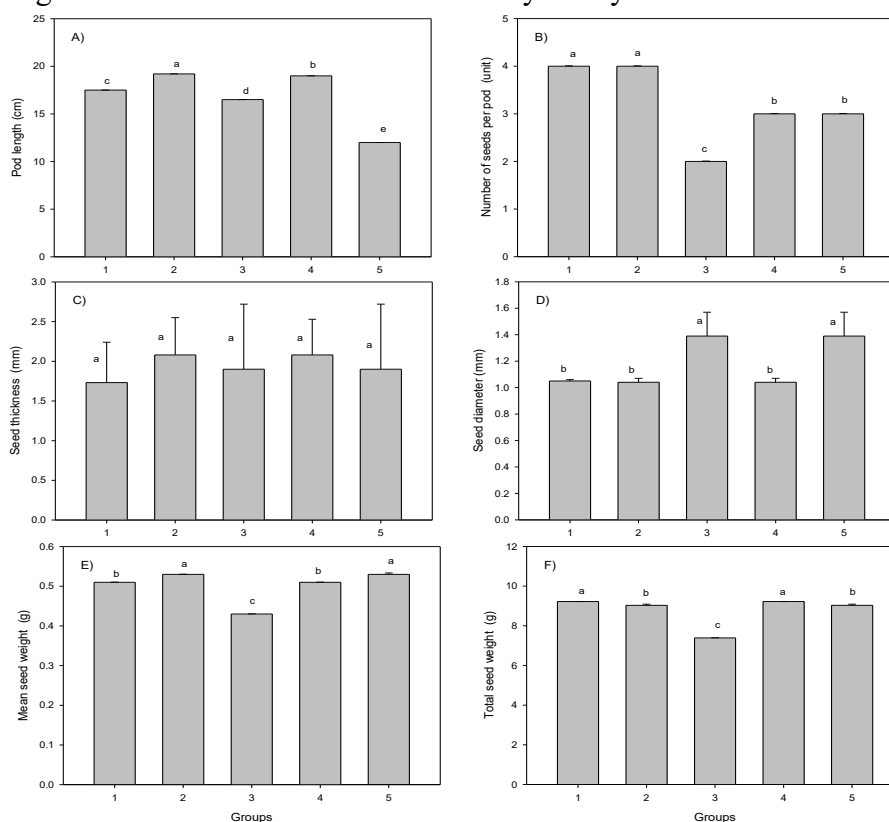 A)
Pod length (cm)
25
20
15
10
5
0
c
a
d
b
e
1 2 3 4 5
B)
Number of seeds per pod (unit)
5
4
3
2
1
0
a
a
c
b
b
1 2 3 4 5
C)
Seed thickness (mm)
3.0
2.5
2.0
1.5
1.0
0.5
0.0
a
a
a
a
a
1 2 3 4 5
D)
Seed diameter (mm)
1.8
1.6
1.4
1.2
1.0
0.8
0.6
0.4
0.2
0.0
b
b
a
b
a
1 2 3 4 5
E)
Mean seed weight (g)
0.6
0.5
0.4
0.3
0.2
0.1
0.0
b
a
c
b
a
1 2 3 4 5
Groups
F)
Total seed weight (g)
12
10
8
6
4
2
0
a
b
c
a
b
1 2 3 4 5
Groups